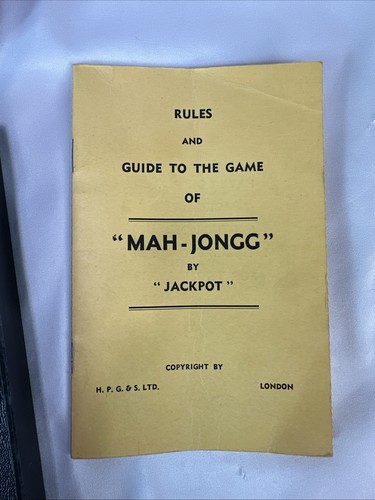 RULES
AND
GUIDE TO THE GAME
OF
"MAH-JONGG"
BY
"JACKPOT"
COPYRIGHT BY
H. P. G. & S. LTD. LONDON